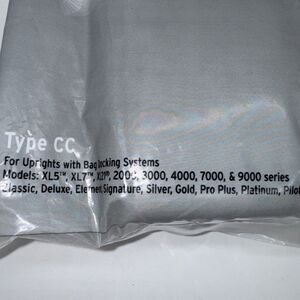 Type CC
For Uprights with Bag Locking Systems
Models: XL5™, XL7™, XL21™, 2000, 3000, 4000, 7000, & 9000 series
Classic, Deluxe, Element, Signature, Silver, Gold, Pro Plus, Platinum, Pilot